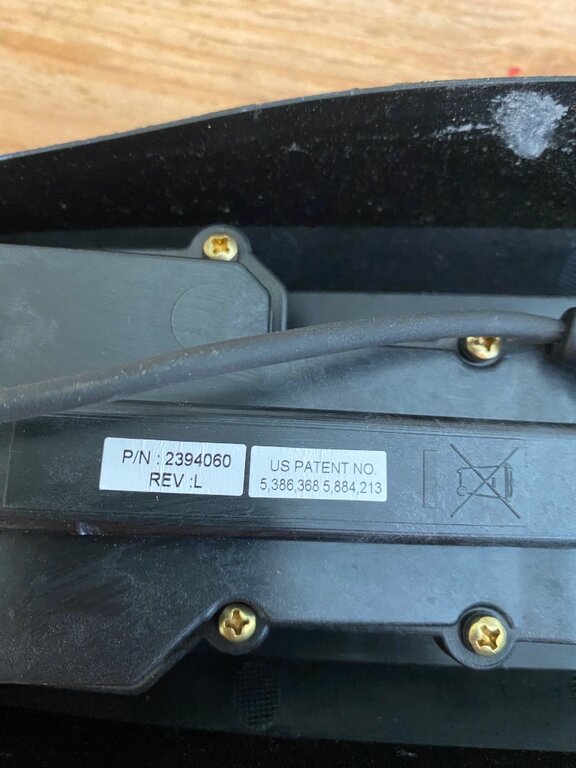 P/N : 2394060
REV :L
US PATENT NO.
5,386,368 5,884,213